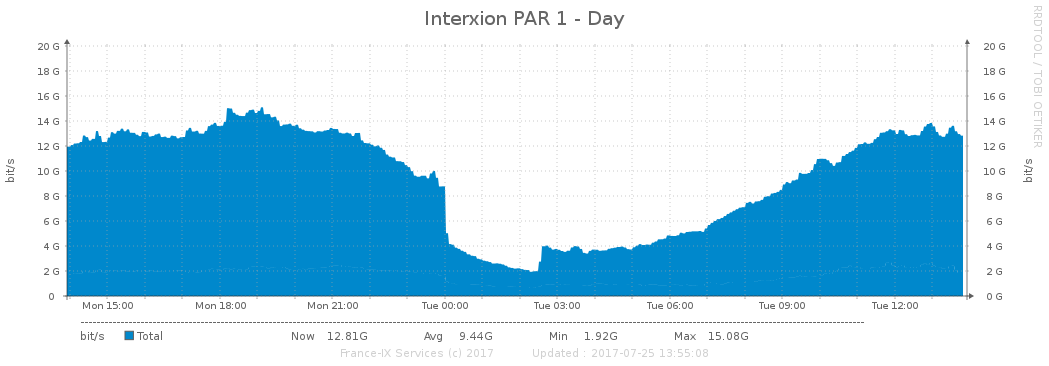 Interxion PAR 1 - Day
RRDTOOL / TOBI OETIKER
bit/s
bit/s
20 G 20 G
18 G 18 G
16 G 16 G
14 G 14 G
12 G 12 G
10 G 10 G
8 G 8 G
6 G 6 G
4 G 4 G
2 G 2 G
0 0 G
Mon 15:00 Mon 18:00 Mon 21:00 Tue 00:00 Tue 03:00 Tue 06:00 Tue 09:00 Tue 12:00
bit/s Total Now 12.81G Avg 9.44G Min 1.92G Max 15.08G
France-IX Services (c) 2017 Updated : 2017-07-25 13:55:08